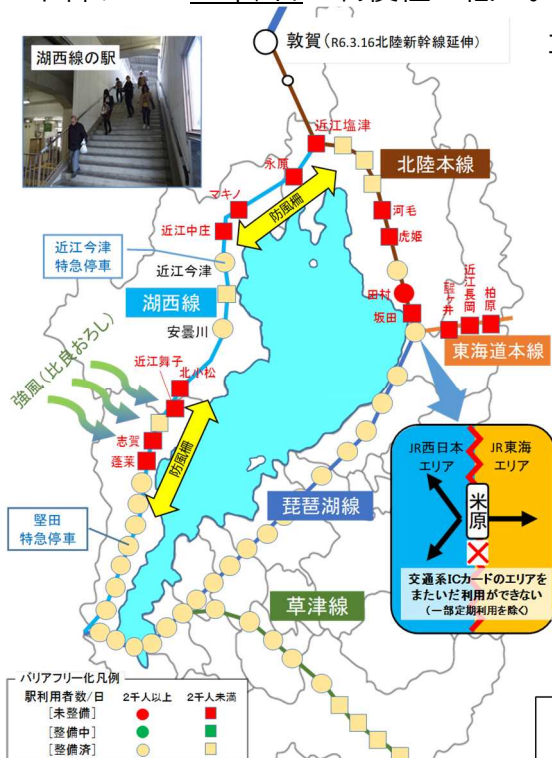 湖西線の駅
敦賀(R6.3.16北陸新幹線延伸)
近江塩津
永原
北陸本線
マキノ
防風柵
河毛
近江中庄
虎姫
近江今津
特急停車
近江今津
田村
坂田
醒ヶ井
近江長岡
柏原
湖西線
安曇川
東海道本線
強風(比良おろし)
近江舞子
北小松
志賀
蓬莱
防風柵
JR西日本
エリア
JR東海
エリア
米原
交通系ICカードのエリアを
またいだ利用ができない
(一部定期利用を除く)
琵琶湖線
堅田
特急停車
草津線
バリアフリー化凡例
駅利用者数/日 2千人以上 2千人未満
[未整備]
[整備中]
[整備済]